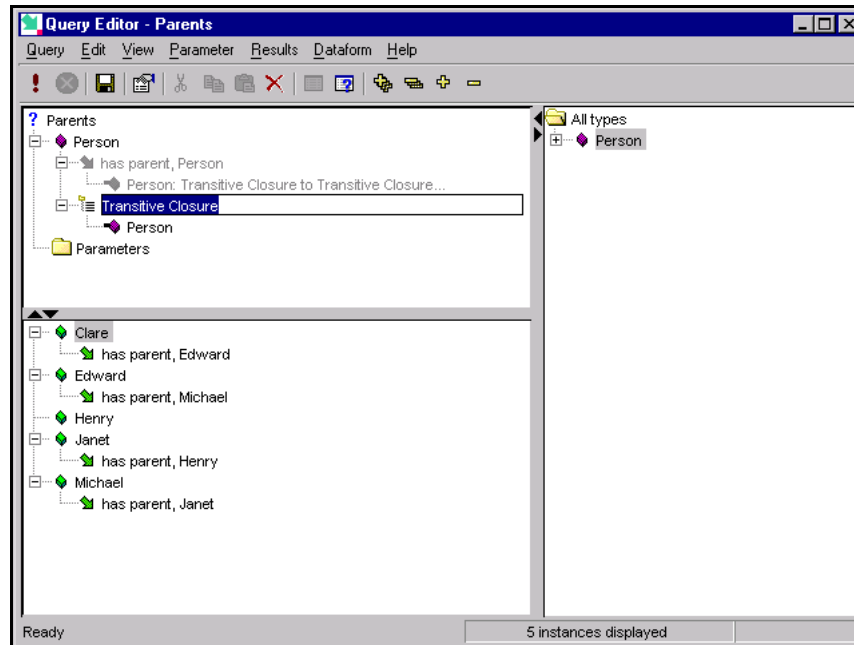 Query Editor - Parents
Query Edit View Parameter Results Dataform Help
? Parents
Person
has parent, Person
Person: Transitive Closure to Transitive Closure...
Transitive Closure
Person
Parameters
All types
Person
Clare
has parent, Edward
Edward
has parent, Michael
Henry
Janet
has parent, Henry
Michael
has parent, Janet
Ready
5 instances displayed